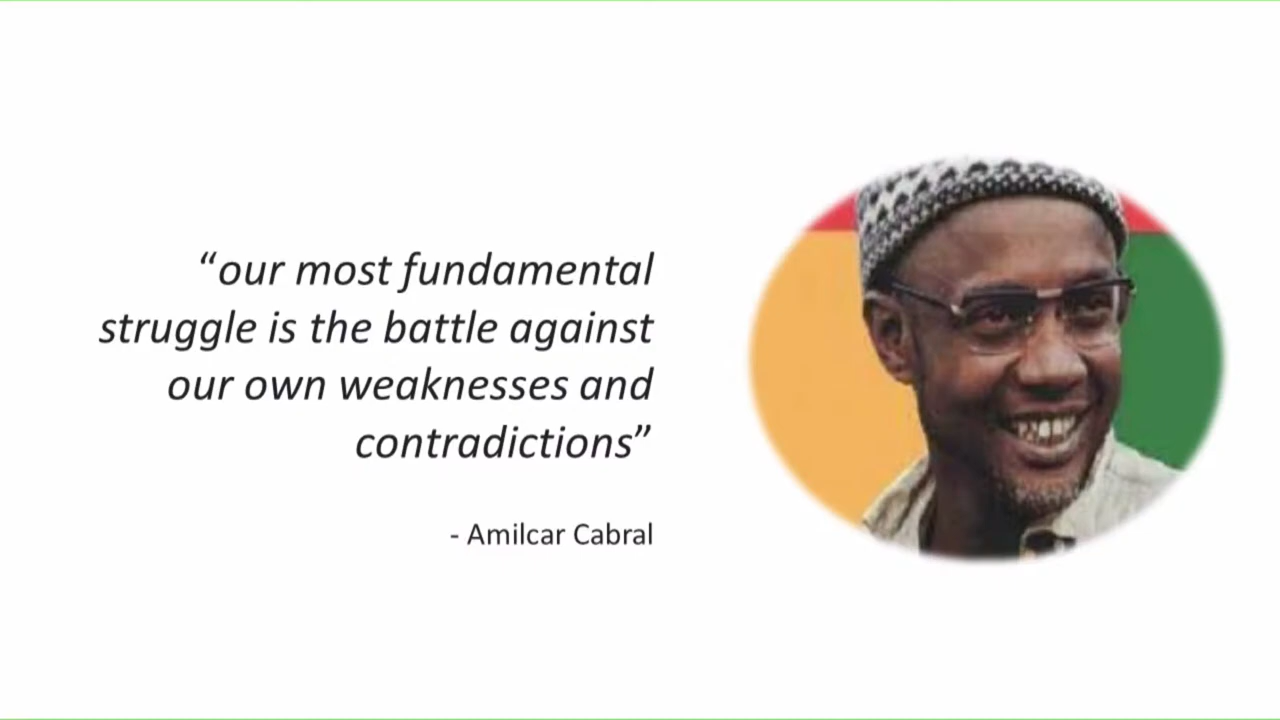 “our most fundamental
struggle is the battle against
our own weaknesses and
contradictions”
- Amilcar Cabral